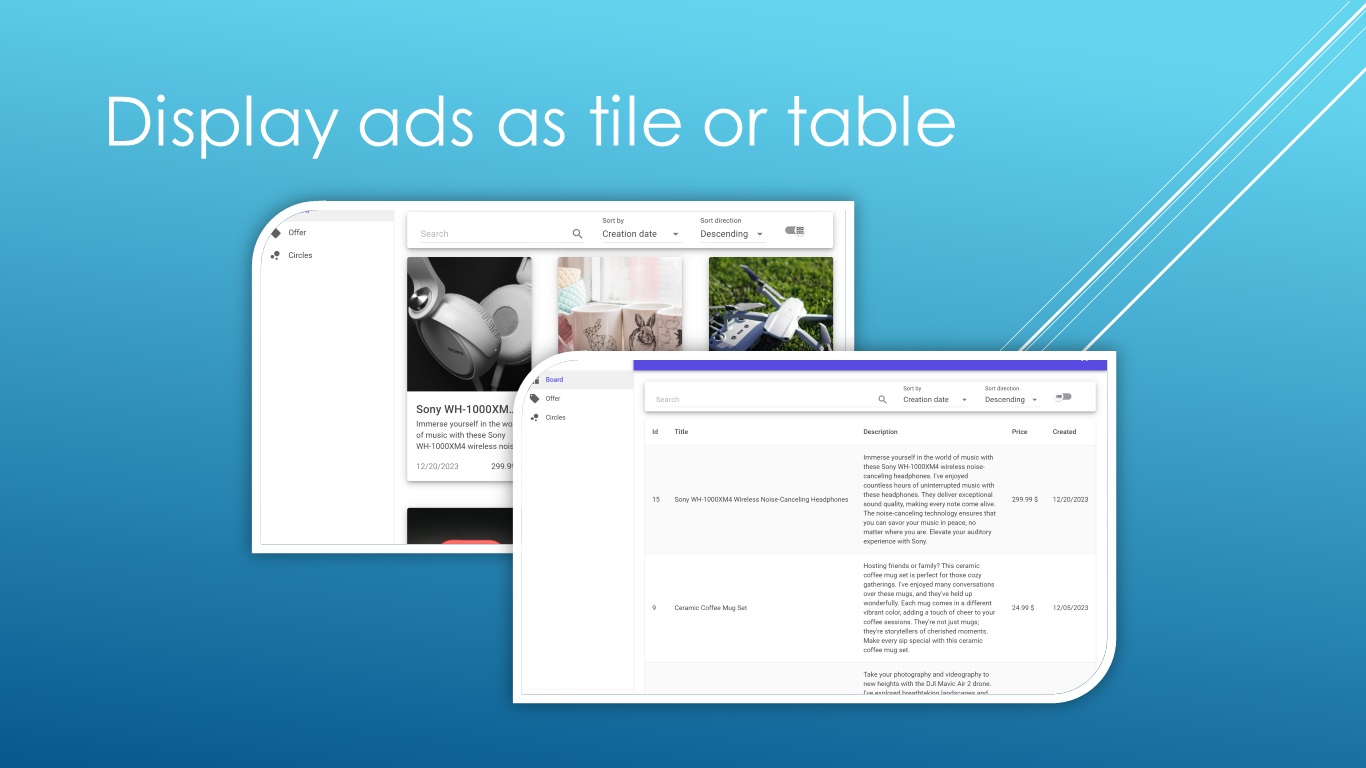 Display ads as tile or table
Offer
Circles
Search
Sort by
Creation date
Sort direction
Descending
SONY
Sony WH-1000XM...
Immerse yourself in the
of music with these Sony
WH-1000XM4 wireless
12/20/2023
Board
Offer
Circles
Search
Sort by
Creation date
Sort direction
Descending
Id Title Description Price Created
15 Sony WH-1000XM4 Wireless Noise-Canceling Headphones
Immerse yourself in the world of music with
these Sony WH-1000XM4 wireless noise-
canceling headphones. I've enjoyed
countless hours of uninterrupted music with
these headphones. They deliver exceptional
sound quality, making every note come alive.
The noise-canceling technology ensures that
you can savor your music in peace, no
matter where you are. Elevate your auditory
experience with Sony.
299.99 $ 12/20/2023
9 Ceramic Coffee Mug Set
Hosting friends or family? This ceramic
coffee mug set is perfect for those cozy
gatherings. I've enjoyed many conversations
over these mugs, and they've held up
wonderfully. Each mug comes in a different
vibrant color, adding a touch of cheer to your
coffee sessions. They're not just mugs;
they're storytellers of cherished moments.
Make every sip special with this ceramic
coffee mug set.
24.99 $ 12/05/2023
Take your photography and videography to
new heights with the DJI Mavic Air 2 drone.
I've explored breathtaking landscapes and